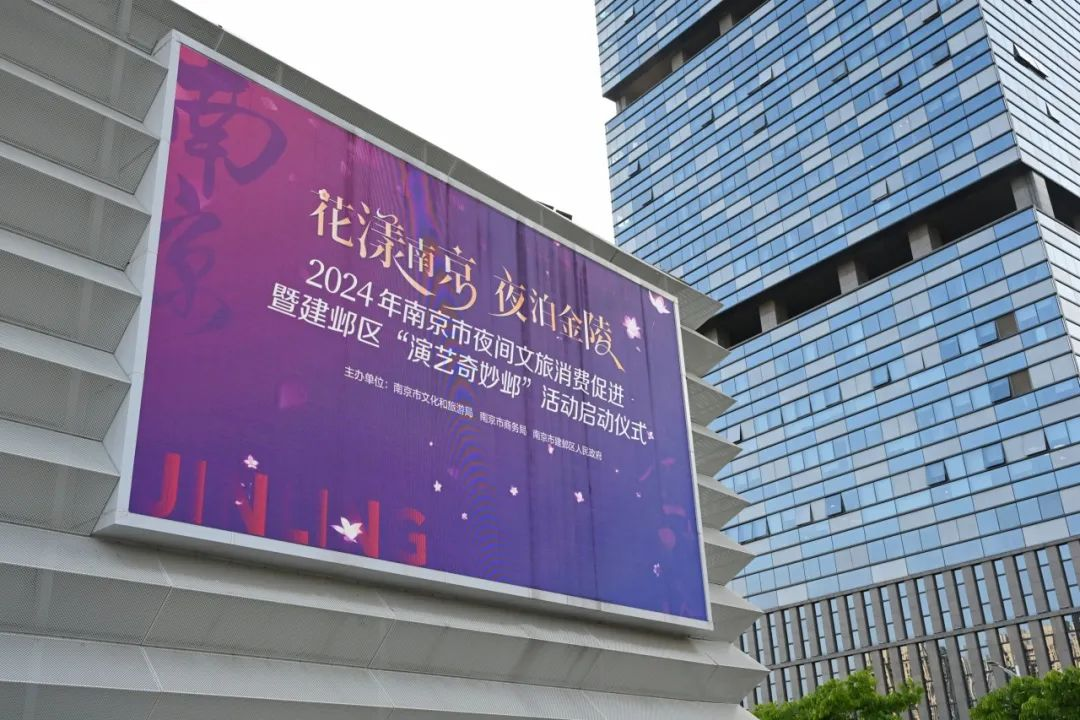 南京
花漾南京 夜泊金陵
2024年南京市夜间文旅消费促进
暨建邺区“演艺奇妙邺”活动启动仪式
主办单位：南京市文化和旅游局 南京市商务局 南京市建邺区人民政府
JINLING